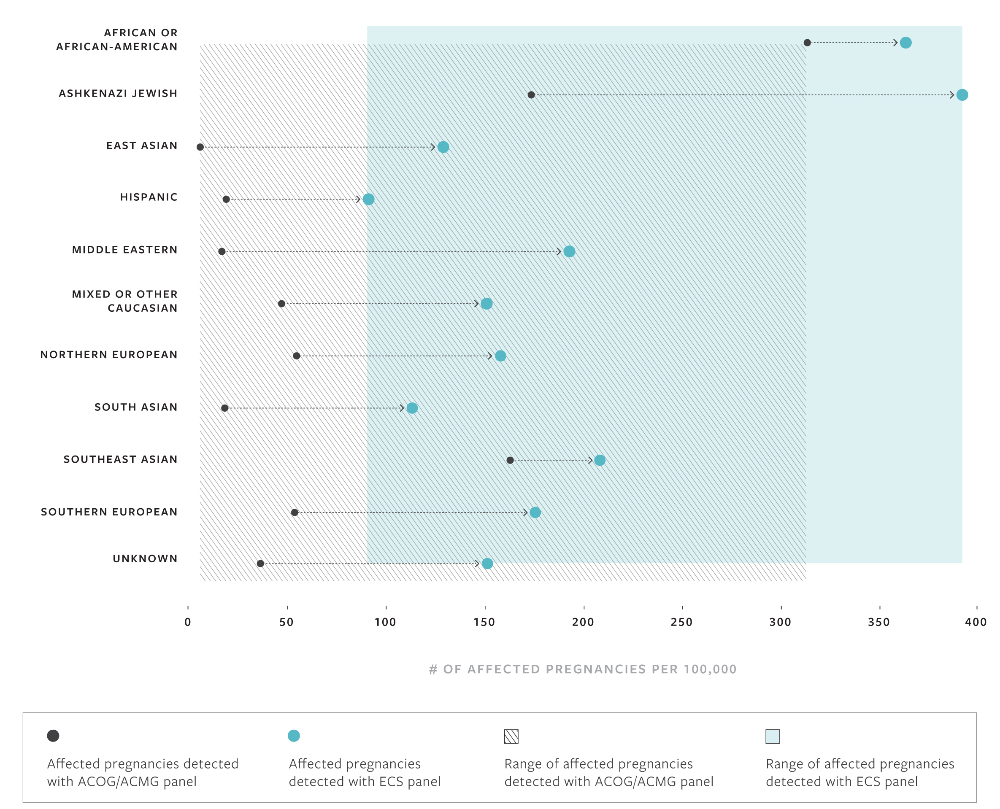 AFRICAN OR
AFRICAN-AMERICAN
ASHKENAZI JEWISH
EAST ASIAN
HISPANIC
MIDDLE EASTERN
MIXED OR OTHER
CAUCASIAN
NORTHERN EUROPEAN
SOUTH ASIAN
SOUTHEAST ASIAN
SOUTHERN EUROPEAN
UNKNOWN
0 50 100 150 200 250 300 350 400
# OF AFFECTED PREGNANCIES PER 100,000
Affected pregnancies detected
with ACOG/ACMG panel
Affected pregnancies
detected with ECS panel
Range of affected pregnancies
detected with ACOG/ACMG panel
Range of affected pregnancies
detected with ECS panel